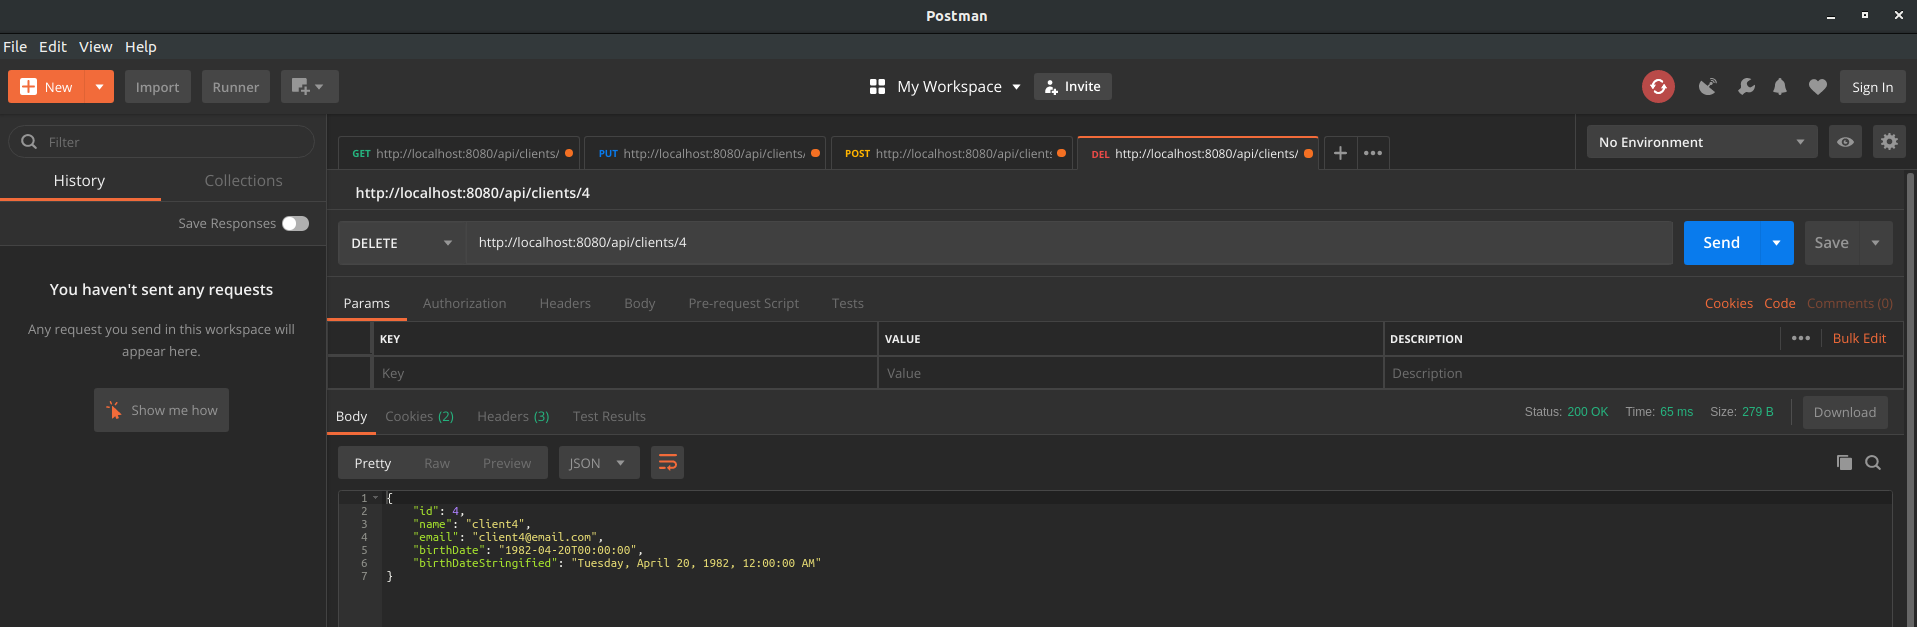 Postman
File Edit View Help
New Import Runner My Workspace Invite Sign In
Filter
GET http://localhost:8080/api/clients/ PUT http://localhost:8080/api/clients/ POST http://localhost:8080/api/clients DEL http://localhost:8080/api/clients/ No Environment
History Collections
http://localhost:8080/api/clients/4
Save Responses
DELETE http://localhost:8080/api/clients/4 Send Save
You haven't sent any requests
Any request you send in this workspace will
appear here.
Show me how
Params Authorization Headers Body Pre-request Script Tests Cookies Code Comments (0)
KEY VALUE DESCRIPTION Bulk Edit
Key Value Description
Body Cookies (2) Headers (3) Test Results Status: 200 OK Time: 65 ms Size: 279 B Download
Pretty Raw Preview JSON
1 {
2 "id": 4,
3 "name": "client4",
4 "email": "client4@email.com",
5 "birthDate": "1982-04-20T00:00:00",
6 "birthDateStringified": "Tuesday, April 20, 1982, 12:00:00 AM"
7 }